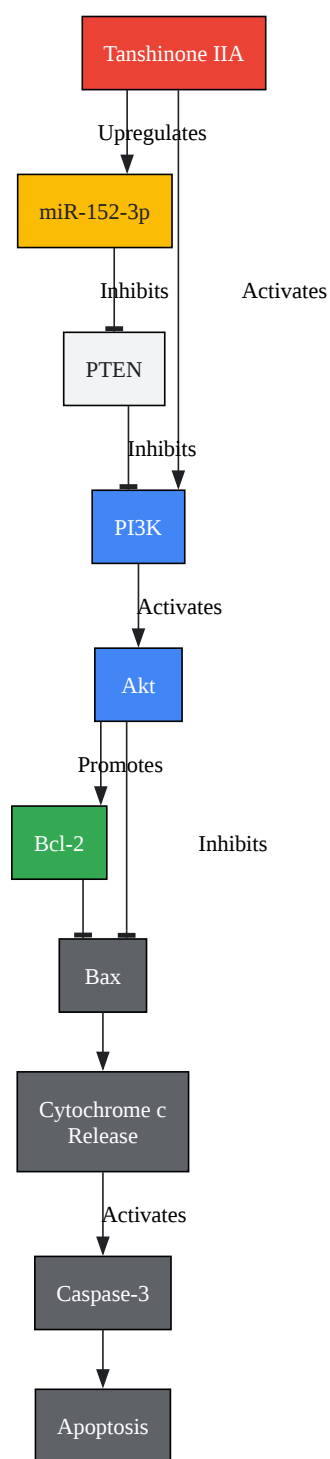 Tanshinone IIA
Upregulates
miR-152-3p
Inhibits
Activates
PTEN
Inhibits
PI3K
Activates
Akt
Promotes
Bcl-2
Inhibits
Bax
Cytochrome c
Release
Activates
Caspase-3
Apoptosis